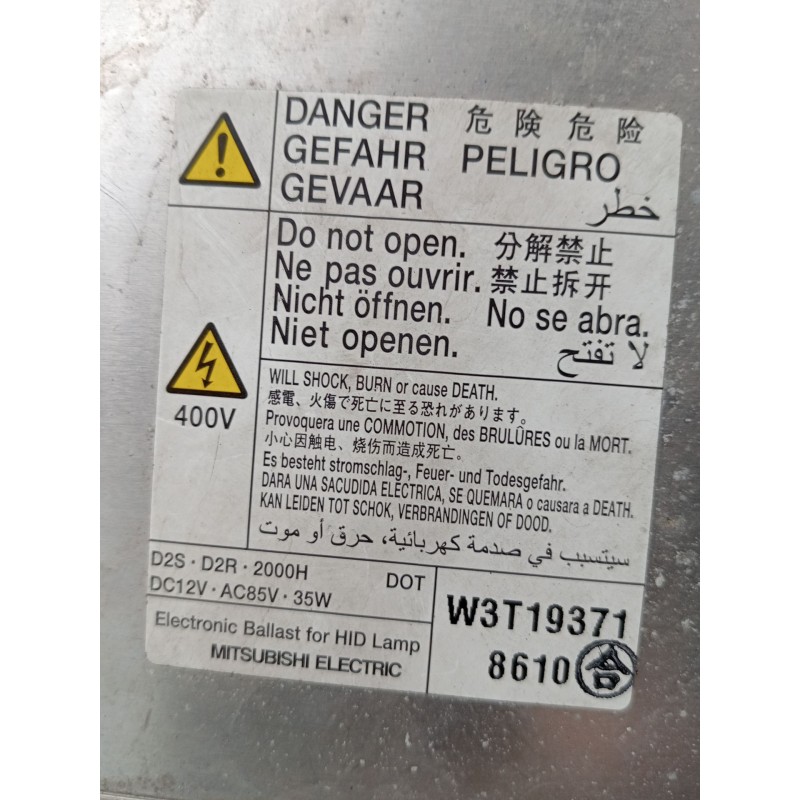 DANGER 危険危险
GEFAHR PELIGRO
GEVAAR خطر
Do not open. 分解禁止
Ne pas ouvrir. 禁止拆开
Nicht öffnen. No se abra.
Niet openen. لا تفتح
400V
WILL SHOCK, BURN or cause DEATH.
感電、火傷で死亡に至る恐れがあります。
Provoquera une COMMOTION, des BRULÛRES ou la MORT.
小心因触电、烧伤而造成死亡。
Es besteht stromschlag-, Feuer- und Todesgefahr.
DARA UNA SACUDIDA ELECTRICA, SE QUEMARA o causara a DEATH.
KAN LEIDEN TOT SCHOK, VERBRANDINGEN OF DOOD.
سيتسبب في صدمة كهربائية، حرق أو موت
D2S · D2R · 2000H DOT
DC12V · AC85V · 35W
Electronic Ballast for HID Lamp
MITSUBISHI ELECTRIC
W3T19371
8610 合